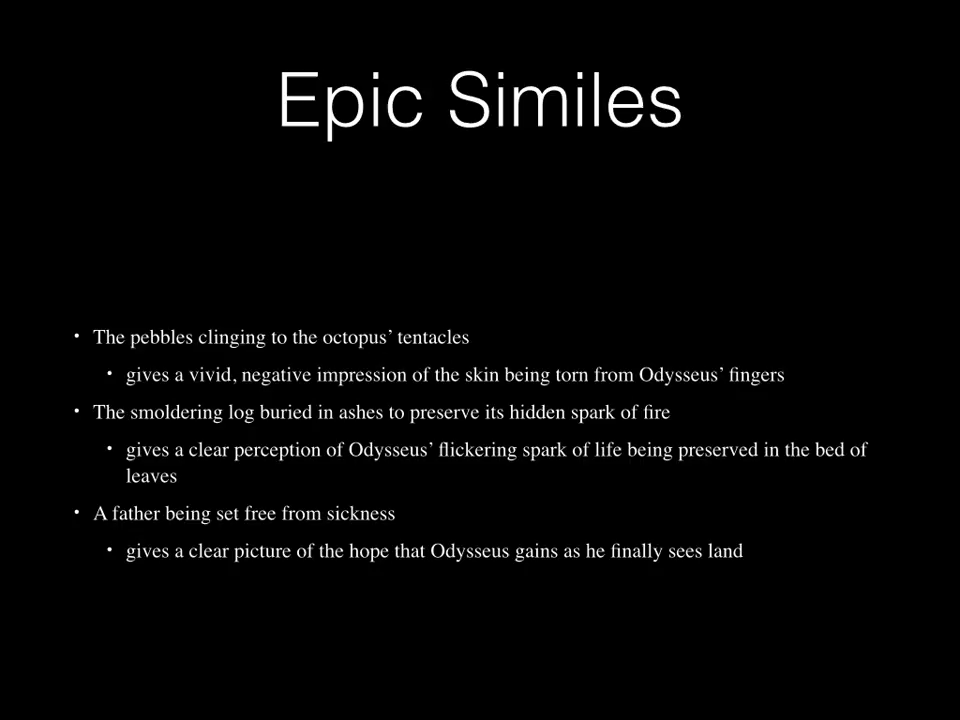 Epic Similes
• The pebbles clinging to the octopus’ tentacles
• gives a vivid, negative impression of the skin being torn from Odysseus’ fingers
• The smoldering log buried in ashes to preserve its hidden spark of fire
• gives a clear perception of Odysseus’ flickering spark of life being preserved in the bed of
leaves
• A father being set free from sickness
• gives a clear picture of the hope that Odysseus gains as he finally sees land